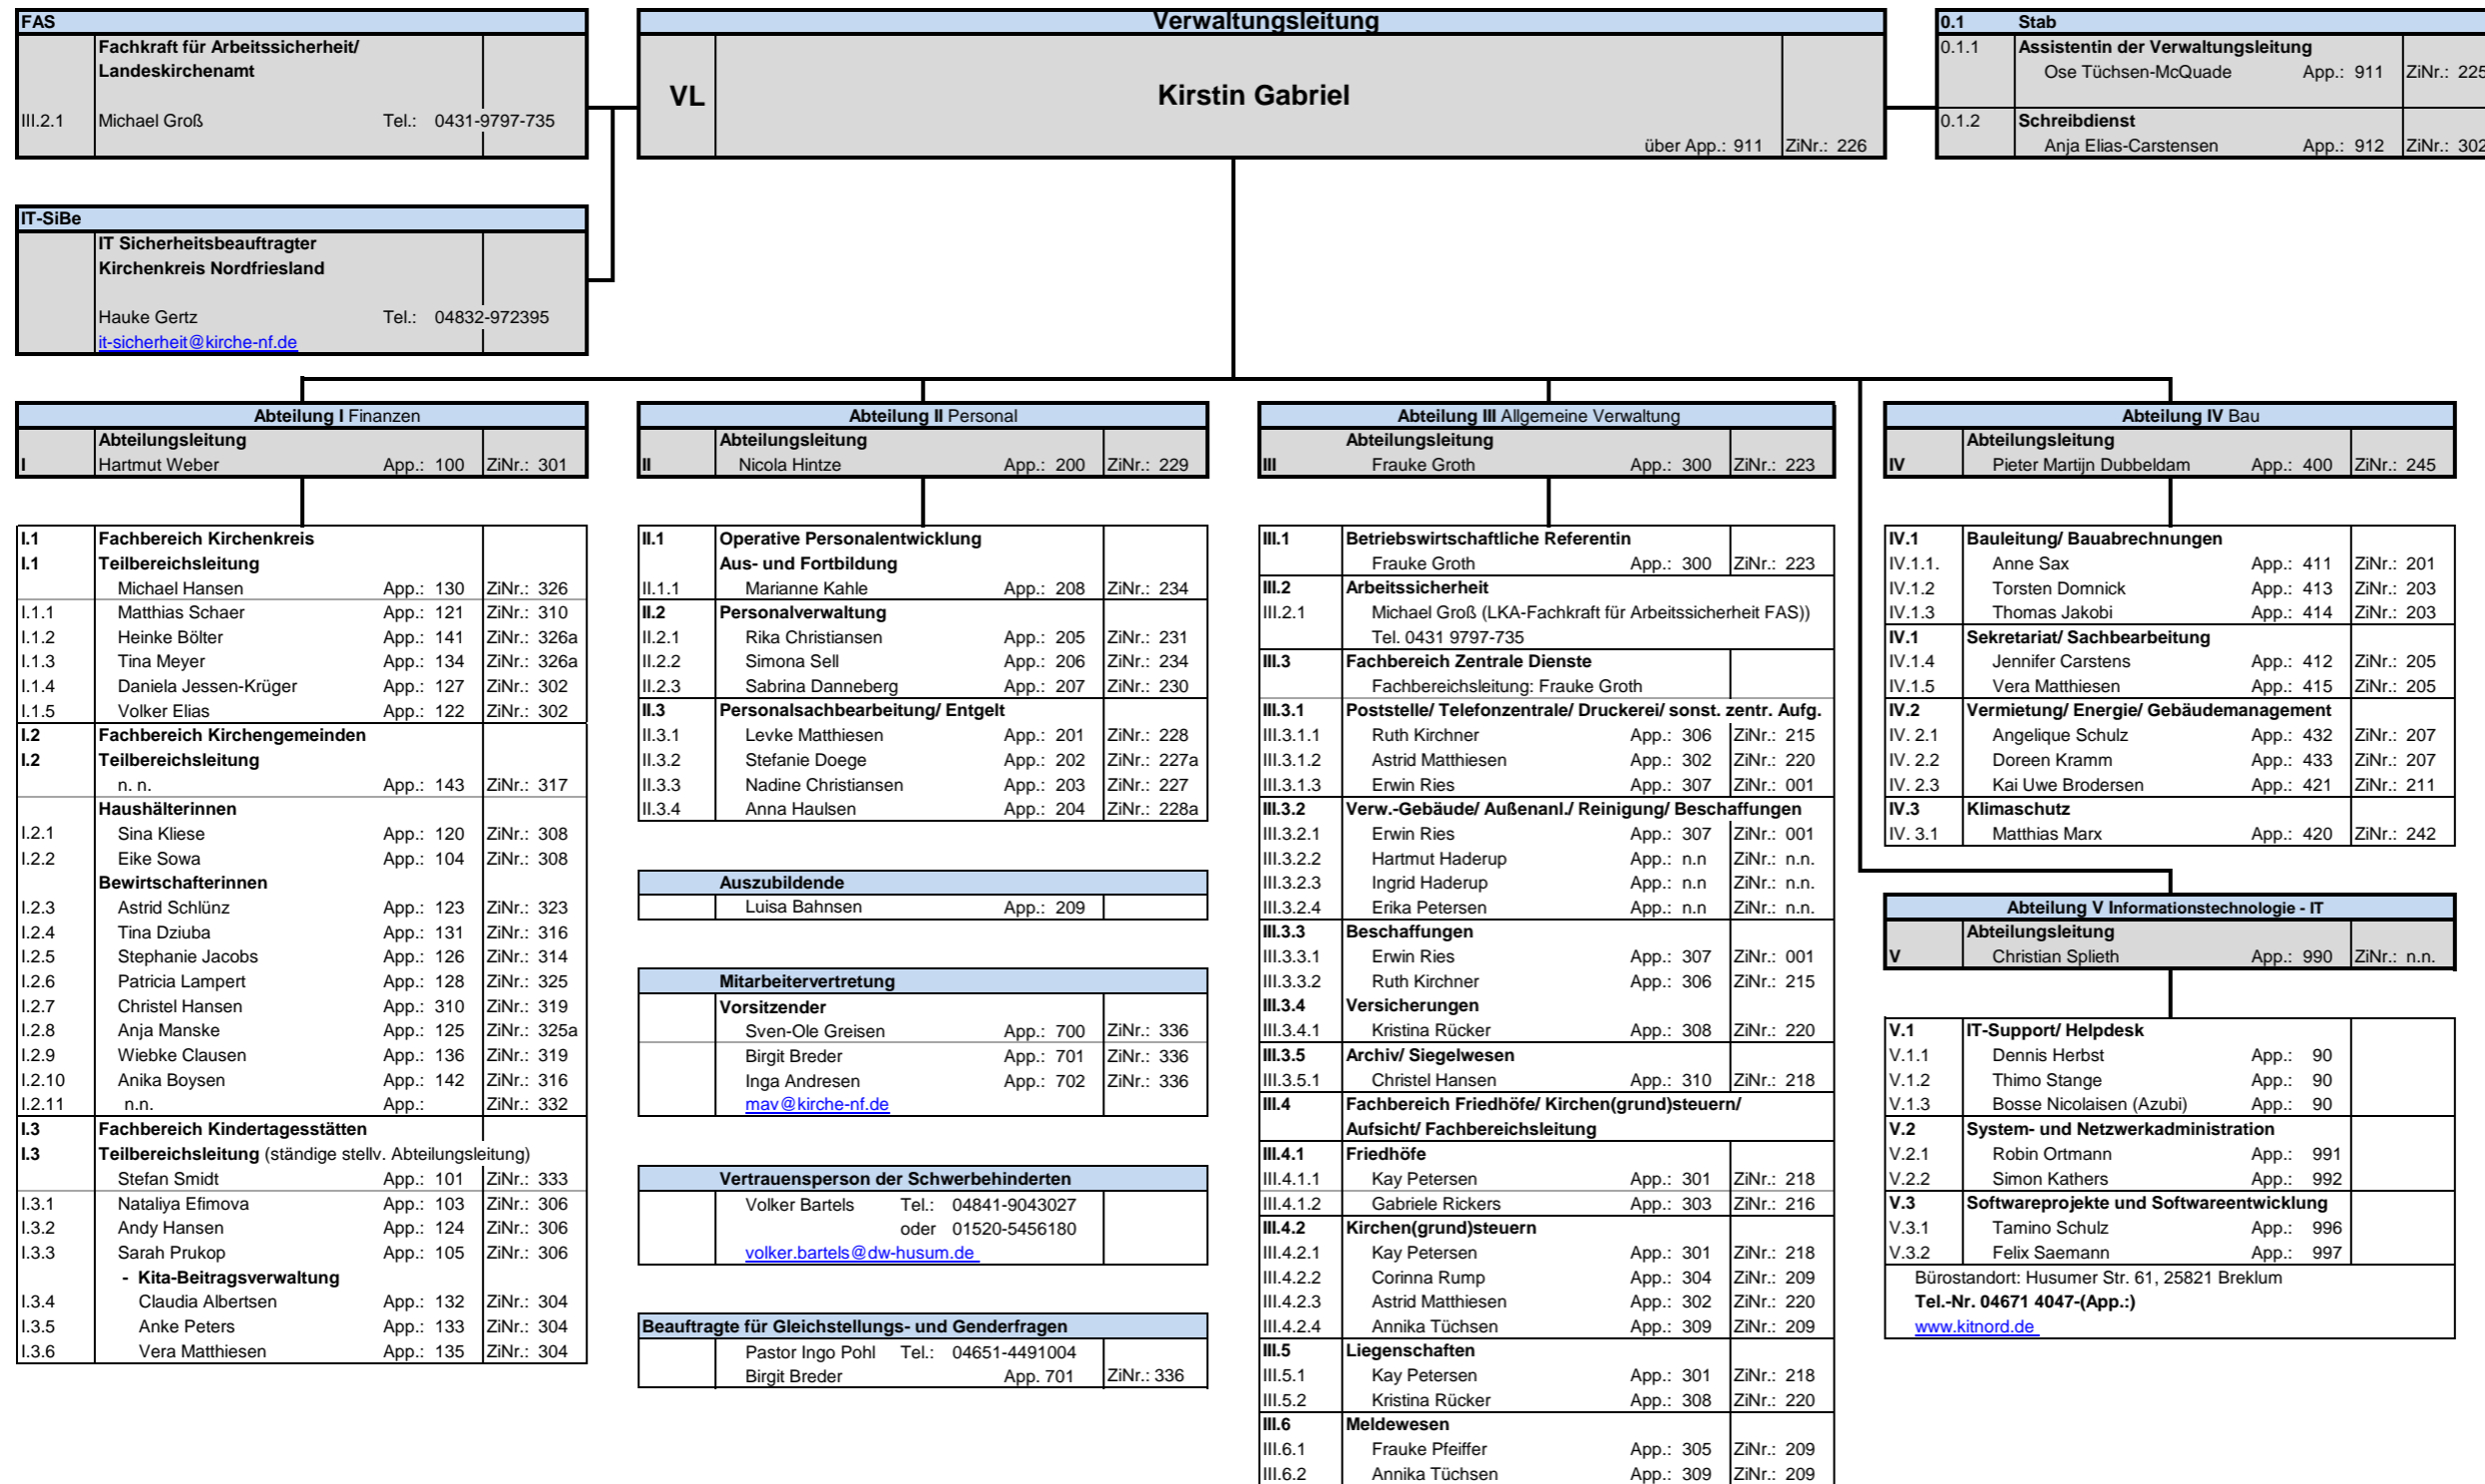 FAS
Fachkraft für Arbeitssicherheit/
Landeskirchenamt
III.2.1 Michael Groß Tel.: 0431-9797-735
Verwaltungsleitung
VL Kirstin Gabriel
über App.: 911 ZiNr.: 226
0.1 Stab
0.1.1 Assistentin der Verwaltungsleitung
Ose Tüchsen-McQuade App.: 911 ZiNr.: 225
0.1.2 Schreibdienst
Anja Elias-Carstensen App.: 912 ZiNr.: 302
IT-SiBe
IT Sicherheitsbeauftragter
Kirchenkreis Nordfriesland
Hauke Gertz Tel.: 04832-972395
it-sicherheit@kirche-nf.de
Abteilung I Finanzen
Abteilungsleitung
I Hartmut Weber App.: 100 ZiNr.: 301
I.1 Fachbereich Kirchenkreis
I.1 Teilbereichsleitung
Michael Hansen App.: 130 ZiNr.: 326
I.1.1 Matthias Schaer App.: 121 ZiNr.: 310
I.1.2 Heinke Bölter App.: 141 ZiNr.: 326a
I.1.3 Tina Meyer App.: 134 ZiNr.: 326a
I.1.4 Daniela Jessen-Krüger App.: 127 ZiNr.: 302
I.1.5 Volker Elias App.: 122 ZiNr.: 302
I.2 Fachbereich Kirchengemeinden
I.2 Teilbereichsleitung
n. n. App.: 143 ZiNr.: 317
Haushälterinnen
I.2.1 Sina Kliese App.: 120 ZiNr.: 308
I.2.2 Eike Sowa App.: 104 ZiNr.: 308
Bewirtschafterinnen
I.2.3 Astrid Schlünz App.: 123 ZiNr.: 323
I.2.4 Tina Dziuba App.: 131 ZiNr.: 316
I.2.5 Stephanie Jacobs App.: 126 ZiNr.: 314
I.2.6 Patricia Lampert App.: 128 ZiNr.: 325
I.2.7 Christel Hansen App.: 310 ZiNr.: 319
I.2.8 Anja Manske App.: 125 ZiNr.: 325a
I.2.9 Wiebke Clausen App.: 136 ZiNr.: 319
I.2.10 Anika Boysen App.: 142 ZiNr.: 316
I.2.11 n.n. App.: ZiNr.: 332
I.3 Fachbereich Kindertagesstätten
I.3 Teilbereichsleitung (ständige stellv. Abteilungsleitung)
Stefan Smidt App.: 101 ZiNr.: 333
I.3.1 Nataliya Efimova App.: 103 ZiNr.: 306
I.3.2 Andy Hansen App.: 124 ZiNr.: 306
I.3.3 Sarah Prukop App.: 105 ZiNr.: 306
- Kita-Beitragsverwaltung
I.3.4 Claudia Albertsen App.: 132 ZiNr.: 304
I.3.5 Anke Peters App.: 133 ZiNr.: 304
I.3.6 Vera Matthiesen App.: 135 ZiNr.: 304
Abteilung II Personal
Abteilungsleitung
II Nicola Hintze App.: 200 ZiNr.: 229
II.1 Operative Personalentwicklung
Aus- und Fortbildung
II.1.1 Marianne Kahle App.: 208 ZiNr.: 234
II.2 Personalverwaltung
II.2.1 Rika Christiansen App.: 205 ZiNr.: 231
II.2.2 Simona Sell App.: 206 ZiNr.: 234
II.2.3 Sabrina Danneberg App.: 207 ZiNr.: 230
II.3 Personalsachbearbeitung/ Entgelt
II.3.1 Levke Matthiesen App.: 201 ZiNr.: 228
II.3.2 Stefanie Doege App.: 202 ZiNr.: 227a
II.3.3 Nadine Christiansen App.: 203 ZiNr.: 227
II.3.4 Anna Haulsen App.: 204 ZiNr.: 228a
Auszubildende
Luisa Bahnsen App.: 209
Mitarbeitervertretung
Vorsitzender
Sven-Ole Greisen App.: 700 ZiNr.: 336
Birgit Breder App.: 701 ZiNr.: 336
Inga Andresen App.: 702 ZiNr.: 336
mav@kirche-nf.de
Vertrauensperson der Schwerbehinderten
Volker Bartels Tel.: 04841-9043027
oder 01520-5456180
volker.bartels@dw-husum.de
Beauftragte für Gleichstellungs- und Genderfragen
Pastor Ingo Pohl Tel.: 04651-4491004
Birgit Breder App. 701 ZiNr.: 336
Abteilung III Allgemeine Verwaltung
Abteilungsleitung
III Frauke Groth App.: 300 ZiNr.: 223
III.1 Betriebswirtschaftliche Referentin
Frauke Groth App.: 300 ZiNr.: 223
III.2 Arbeitssicherheit
III.2.1 Michael Groß (LKA-Fachkraft für Arbeitssicherheit FAS))
Tel. 0431 9797-735
III.3 Fachbereich Zentrale Dienste
Fachbereichsleitung: Frauke Groth
III.3.1 Poststelle/ Telefonzentrale/ Druckerei/ sonst. zentr. Aufg.
III.3.1.1 Ruth Kirchner App.: 306 ZiNr.: 215
III.3.1.2 Astrid Matthiesen App.: 302 ZiNr.: 220
III.3.1.3 Erwin Ries App.: 307 ZiNr.: 001
III.3.2 Verw.-Gebäude/ Außenanl./ Reinigung/ Beschaffungen
III.3.2.1 Erwin Ries App.: 307 ZiNr.: 001
III.3.2.2 Hartmut Haderup App.: n.n ZiNr.: n.n.
III.3.2.3 Ingrid Haderup App.: n.n ZiNr.: n.n.
III.3.2.4 Erika Petersen App.: n.n ZiNr.: n.n.
III.3.3 Beschaffungen
III.3.3.1 Erwin Ries App.: 307 ZiNr.: 001
III.3.3.2 Ruth Kirchner App.: 306 ZiNr.: 215
III.3.4 Versicherungen
III.3.4.1 Kristina Rücker App.: 308 ZiNr.: 220
III.3.5 Archiv/ Siegelwesen
III.3.5.1 Christel Hansen App.: 310 ZiNr.: 218
III.4 Fachbereich Friedhöfe/ Kirchen(grund)steuern/
Aufsicht/ Fachbereichsleitung
III.4.1 Friedhöfe
III.4.1.1 Kay Petersen App.: 301 ZiNr.: 218
III.4.1.2 Gabriele Rickers App.: 303 ZiNr.: 216
III.4.2 Kirchen(grund)steuern
III.4.2.1 Kay Petersen App.: 301 ZiNr.: 218
III.4.2.2 Corinna Rump App.: 304 ZiNr.: 209
III.4.2.3 Astrid Matthiesen App.: 302 ZiNr.: 220
III.4.2.4 Annika Tüchsen App.: 309 ZiNr.: 209
III.5 Liegenschaften
III.5.1 Kay Petersen App.: 301 ZiNr.: 218
III.5.2 Kristina Rücker App.: 308 ZiNr.: 220
III.6 Meldewesen
III.6.1 Frauke Pfeiffer App.: 305 ZiNr.: 209
III.6.2 Annika Tüchsen App.: 309 ZiNr.: 209
Abteilung IV Bau
Abteilungsleitung
IV Pieter Martijn Dubbeldam App.: 400 ZiNr.: 245
IV.1 Bauleitung/ Bauabrechnungen
IV.1.1. Anne Sax App.: 411 ZiNr.: 201
IV.1.2 Torsten Domnick App.: 413 ZiNr.: 203
IV.1.3 Thomas Jakobi App.: 414 ZiNr.: 203
IV.1 Sekretariat/ Sachbearbeitung
IV.1.4 Jennifer Carstens App.: 412 ZiNr.: 205
IV.1.5 Vera Matthiesen App.: 415 ZiNr.: 205
IV.2 Vermietung/ Energie/ Gebäudemanagement
IV. 2.1 Angelique Schulz App.: 432 ZiNr.: 207
IV. 2.2 Doreen Kramm App.: 433 ZiNr.: 207
IV. 2.3 Kai Uwe Brodersen App.: 421 ZiNr.: 211
IV.3 Klimaschutz
IV. 3.1 Matthias Marx App.: 420 ZiNr.: 242
Abteilung V Informationstechnologie - IT
Abteilungsleitung
V Christian Splieth App.: 990 ZiNr.: n.n.
V.1 IT-Support/ Helpdesk
V.1.1 Dennis Herbst App.: 90
V.1.2 Thimo Stange App.: 90
V.1.3 Bosse Nicolaisen (Azubi) App.: 90
V.2 System- und Netzwerkadministration
V.2.1 Robin Ortmann App.: 991
V.2.2 Simon Kathers App.: 992
V.3 Softwareprojekte und Softwareentwicklung
V.3.1 Tamino Schulz App.: 996
V.3.2 Felix Saemann App.: 997
Bürostandort: Husumer Str. 61, 25821 Breklum
Tel.-Nr. 04671 4047-(App.:)
www.kitnord.de